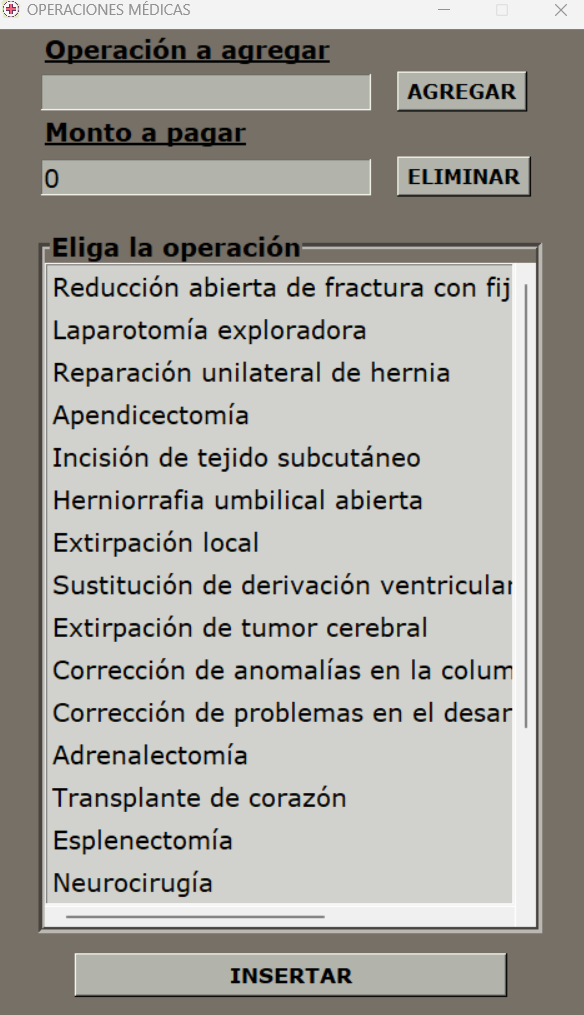 OPERACIONES MÉDICAS
Operación a agregar
AGREGAR
Monto a pagar
0
ELIMINAR
Eliga la operación
Reducción abierta de fractura con fij
Laparotomía exploradora
Reparación unilateral de hernia
Apendicectomía
Incisión de tejido subcutáneo
Herniorrafia umbilical abierta
Extirpación local
Sustitución de derivación ventricular
Extirpación de tumor cerebral
Corrección de anomalías en la colum
Corrección de problemas en el desar
Adrenalectomía
Transplante de corazón
Esplenectomía
Neurocirugía
INSERTAR